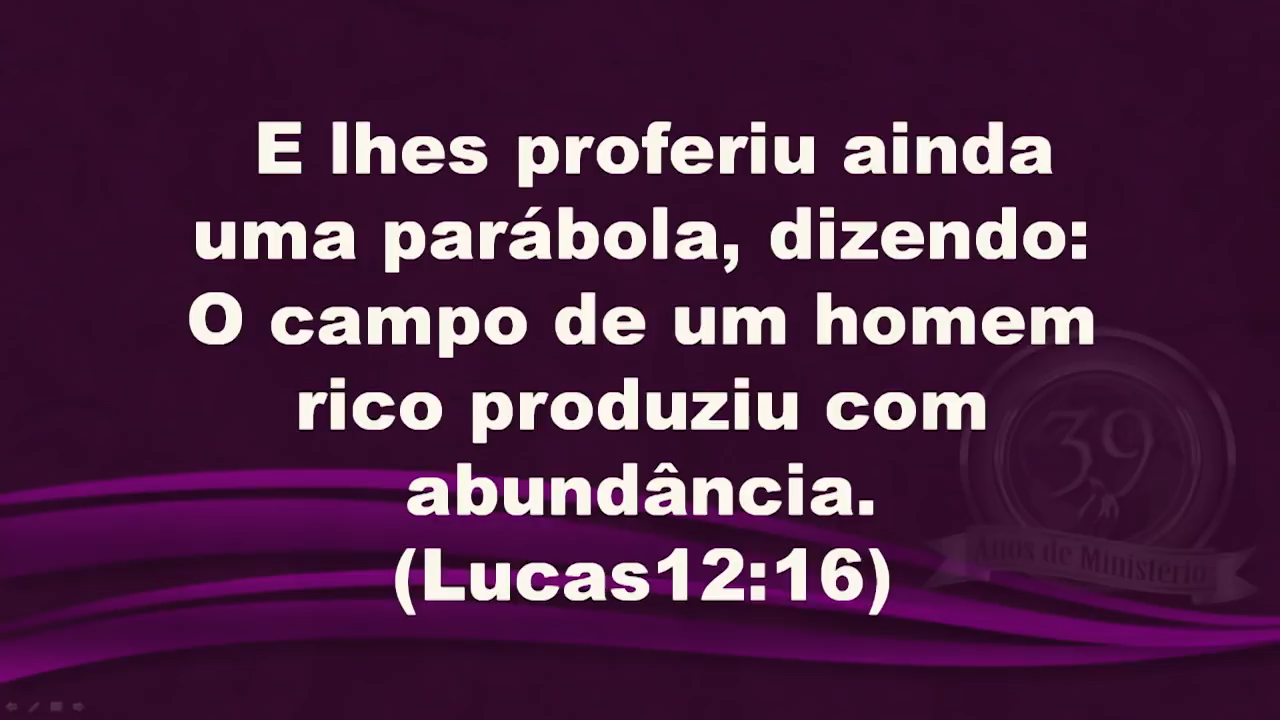 E lhes proferiu ainda
uma parábola, dizendo:
O campo de um homem
rico produziu com
abundância.
(Lucas12:16)
39
Anos de Ministério